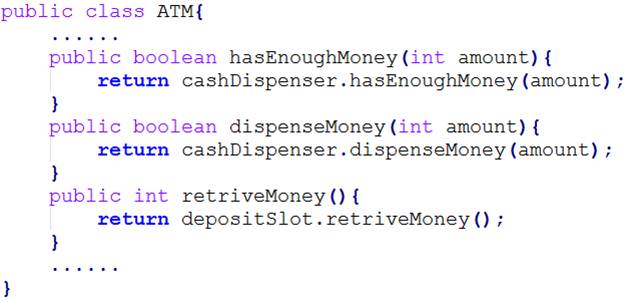 public class ATM{
......
public boolean hasEnoughMoney(int amount){
return cashDispenser.hasEnoughMoney(amount);
}
public boolean dispenseMoney(int amount){
return cashDispenser.dispenseMoney(amount);
}
public int retriveMoney(){
return depositSlot.retriveMoney();
}
......
}